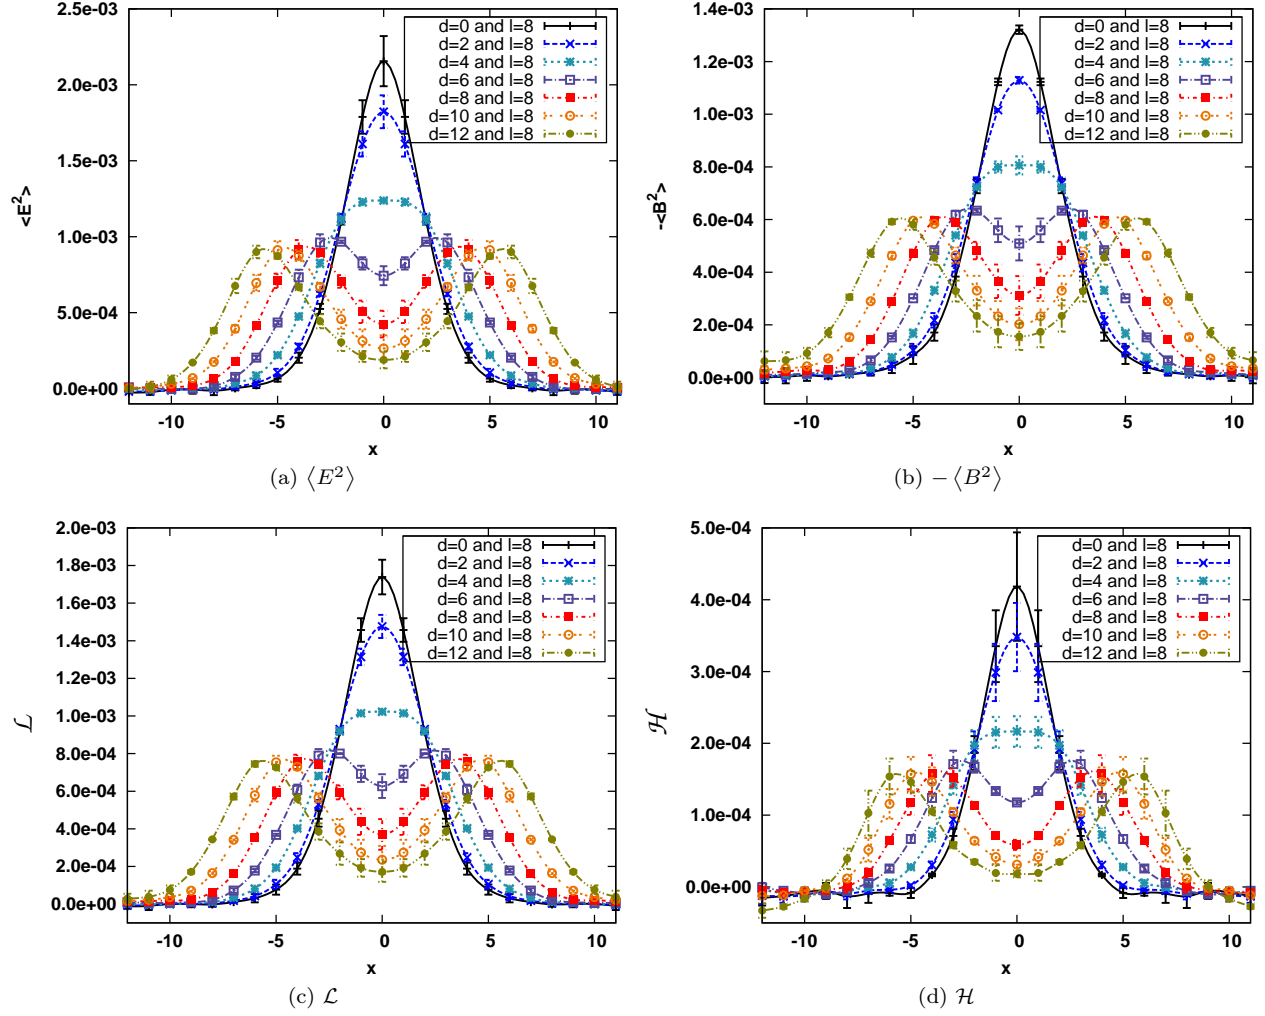 <E²>
2.5e-03
2.0e-03
1.5e-03
1.0e-03
5.0e-04
0.0e+00
d=0 and l=8
d=2 and l=8
d=4 and l=8
d=6 and l=8
d=8 and l=8
d=10 and l=8
d=12 and l=8
-10 -5 0 5 10
x
(a) ⟨E²⟩
-<B²>
1.4e-03
1.2e-03
1.0e-03
8.0e-04
6.0e-04
4.0e-04
2.0e-04
0.0e+00
d=0 and l=8
d=2 and l=8
d=4 and l=8
d=6 and l=8
d=8 and l=8
d=10 and l=8
d=12 and l=8
-10 -5 0 5 10
x
(b) − ⟨B²⟩
ℒ
2.0e-03
1.8e-03
1.6e-03
1.4e-03
1.2e-03
1.0e-03
8.0e-04
6.0e-04
4.0e-04
2.0e-04
0.0e+00
d=0 and l=8
d=2 and l=8
d=4 and l=8
d=6 and l=8
d=8 and l=8
d=10 and l=8
d=12 and l=8
-10 -5 0 5 10
x
(c) ℒ
ℋ
5.0e-04
4.0e-04
3.0e-04
2.0e-04
1.0e-04
0.0e+00
d=0 and l=8
d=2 and l=8
d=4 and l=8
d=6 and l=8
d=8 and l=8
d=10 and l=8
d=12 and l=8
-10 -5 0 5 10
x
(d) ℋ